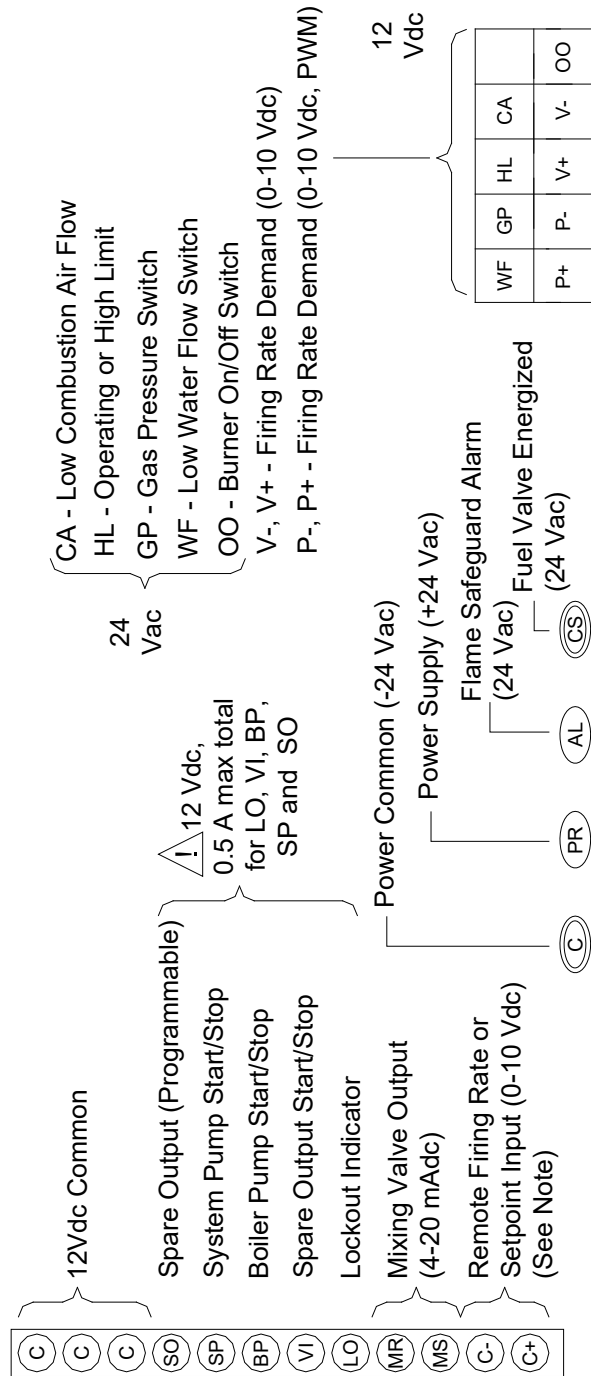 C
C
C
SO
SP
BP
VI
LO
MR
MS
C-
C+
12Vdc Common
Spare Output (Programmable)
System Pump Start/Stop
Boiler Pump Start/Stop
Spare Output Start/Stop
Lockout Indicator
Mixing Valve Output
(4-20 mAdc)
Remote Firing Rate or
Setpoint Input (0-10 Vdc)
(See Note)
! 12 Vdc,
0.5 A max total
for LO, VI, BP,
SP and SO
Power Common (-24 Vac)
Power Supply (+24 Vac)
Flame Safeguard Alarm
(24 Vac)
Fuel Valve Energized
(24 Vac)
C
PR
AL
CS
24
Vac
CA - Low Combustion Air Flow
HL - Operating or High Limit
GP - Gas Pressure Switch
WF - Low Water Flow Switch
OO - Burner On/Off Switch
V-, V+ - Firing Rate Demand (0-10 Vdc)
P-, P+ - Firing Rate Demand (0-10 Vdc, PWM)
12
Vdc
WF GP HL CA
P+ P- V+ V- OO